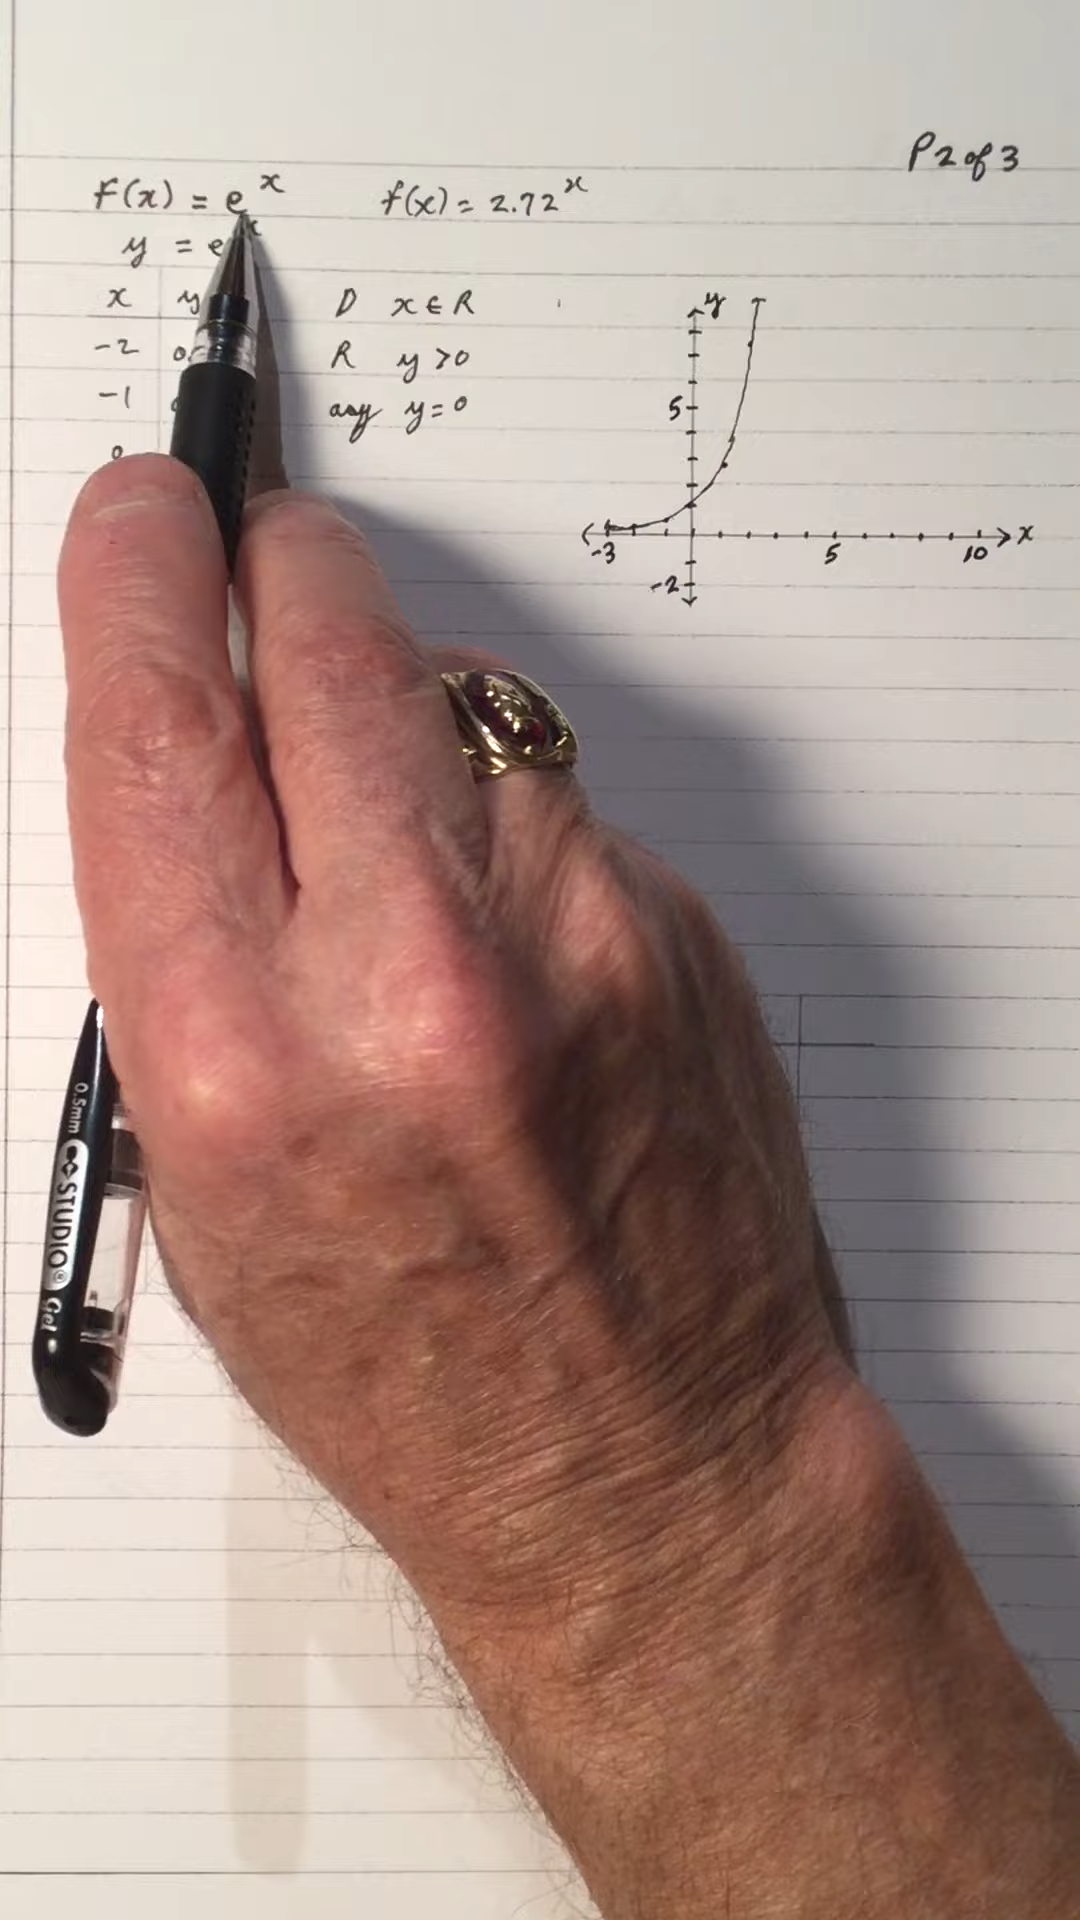 P2 of 3
F(x) = e^x    f(x) = 2.72^x
y = e^x
x y D x ∈ R
-2 0. R y > 0
-1 asy y = 0
0
y
5
-3 5 10 x
-2
0.5mm STUDIO® Gel